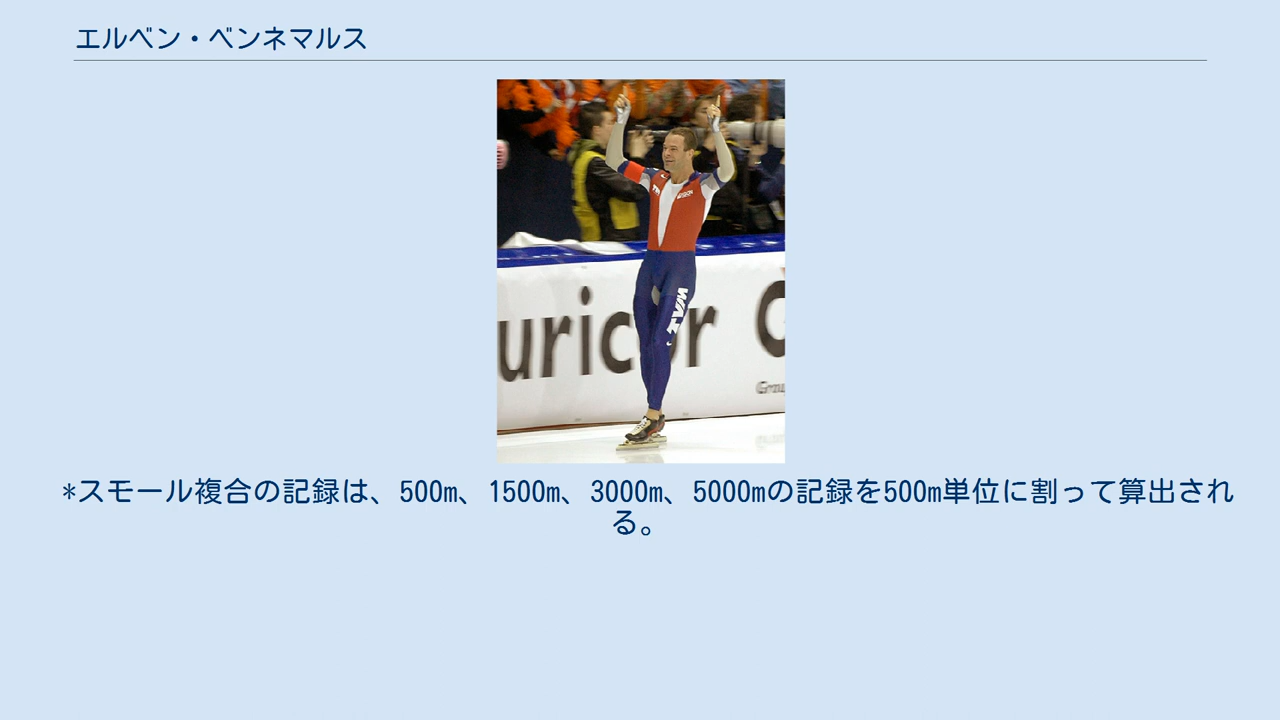 エルベン・ベンネマルス
uricor
TVM
*スモール複合の記録は、500m、1500m、3000m、5000mの記録を500m単位に割って算出され
る。